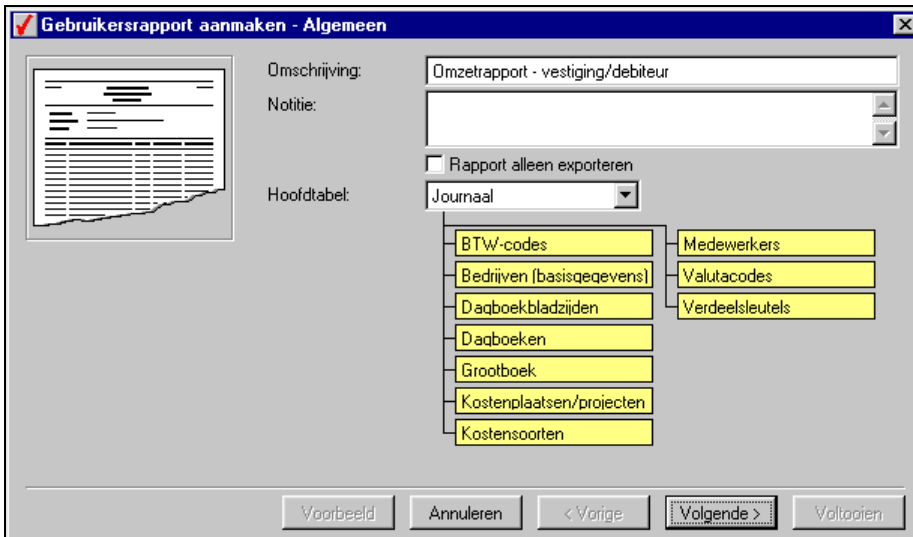 Gebruikersrapport aanmaken - Algemeen
Omschrijving:
Omzetrapport - vestiging/debiteur
Notitie:
Rapport alleen exporteren
Hoofdtabel:
Journaal
BTW-codes
Medewerkers
Bedrijven (basisgegevens)
Valutacodes
Dagboekbladzijden
Verdeelsleutels
Dagboeken
Grootboek
Kostenplaatsen/projecten
Kostensoorten
Voorbeeld
Annuleren
< Vorige
Volgende >
Voltooien